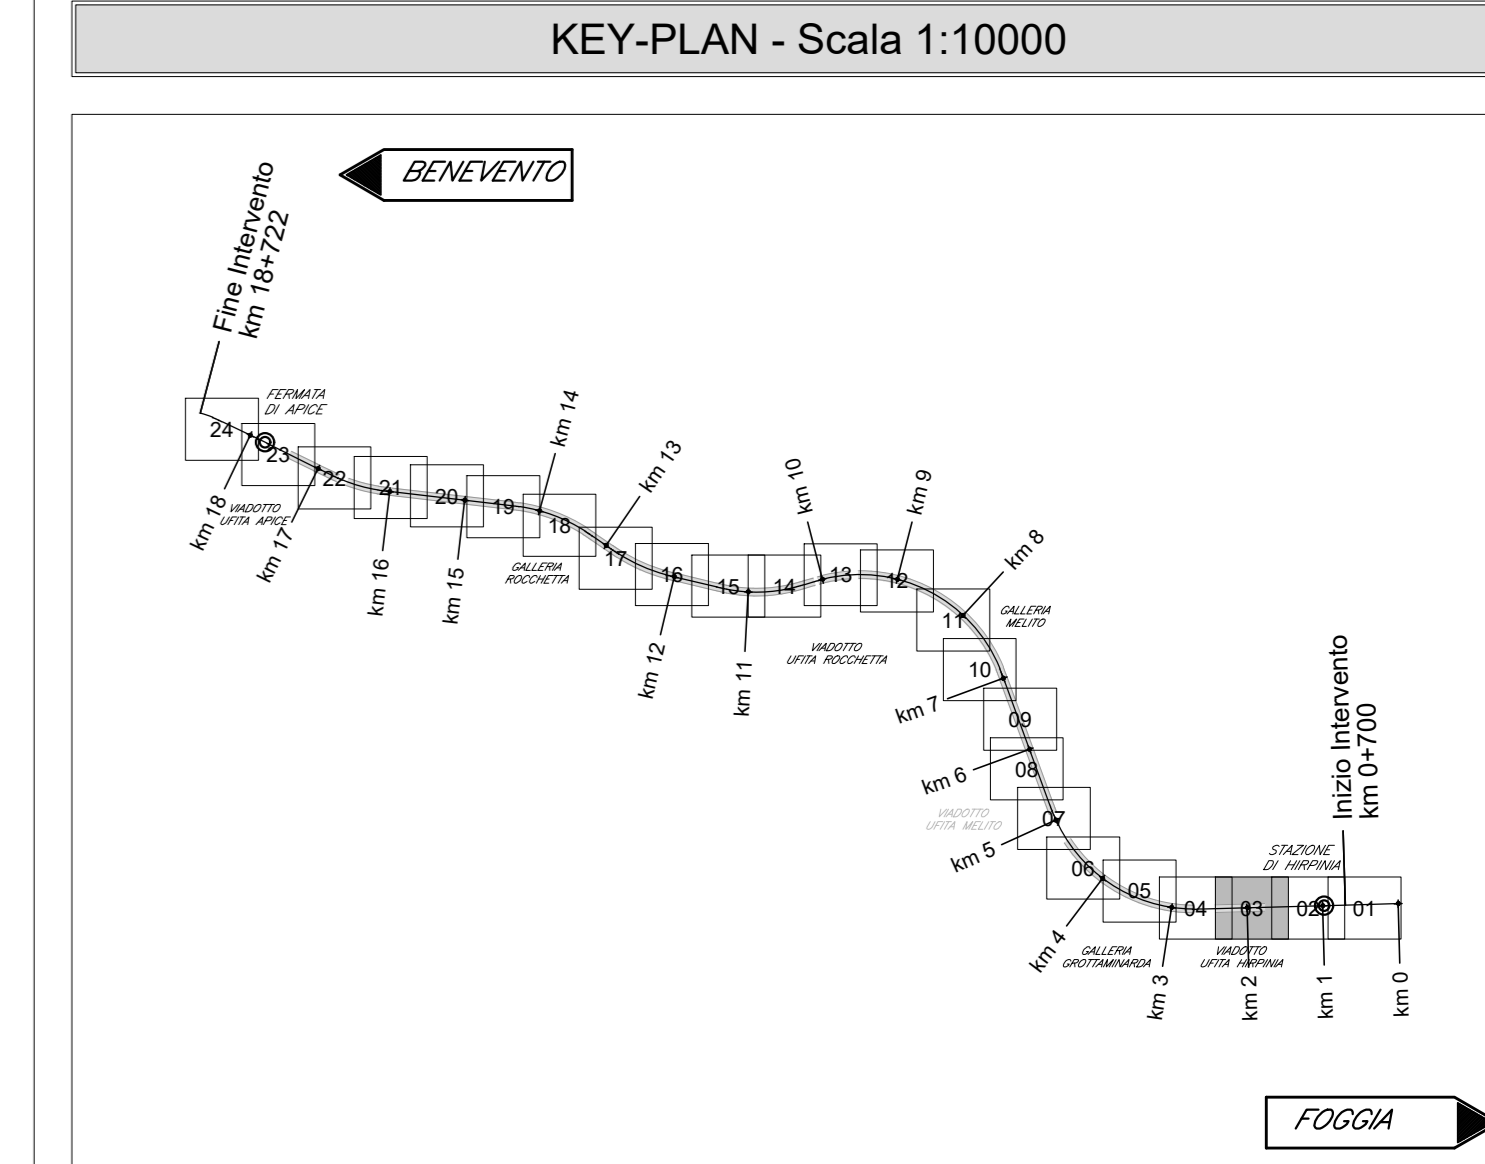 KEY-PLAN - Scala 1:10000
BENEVENTO
Fine Intervento
km 18+722
FERMATA
DI APICE
24
23
22
21
20
19
18
17
16
15
14
13
12
11
10
09
08
07
06
05
04
03
02
01
km 18
km 17
km 16
km 15
km 14
km 13
km 12
km 11
km 10
km 9
km 8
km 7
km 6
km 5
km 4
km 3
km 2
km 1
km 0
VIADOTTO
UFITA APICE
GALLERIA
ROCCHETTA
VIADOTTO
UFITA ROCCHETTA
GALLERIA
MELITO
VIADOTTO
UFITA MELITO
GALLERIA
GROTTAMINARDA
VIADOTTO
UFITA HIRPINIA
STAZIONE
DI HIRPINIA
Inizio Intervento
km 0+700
FOGGIA